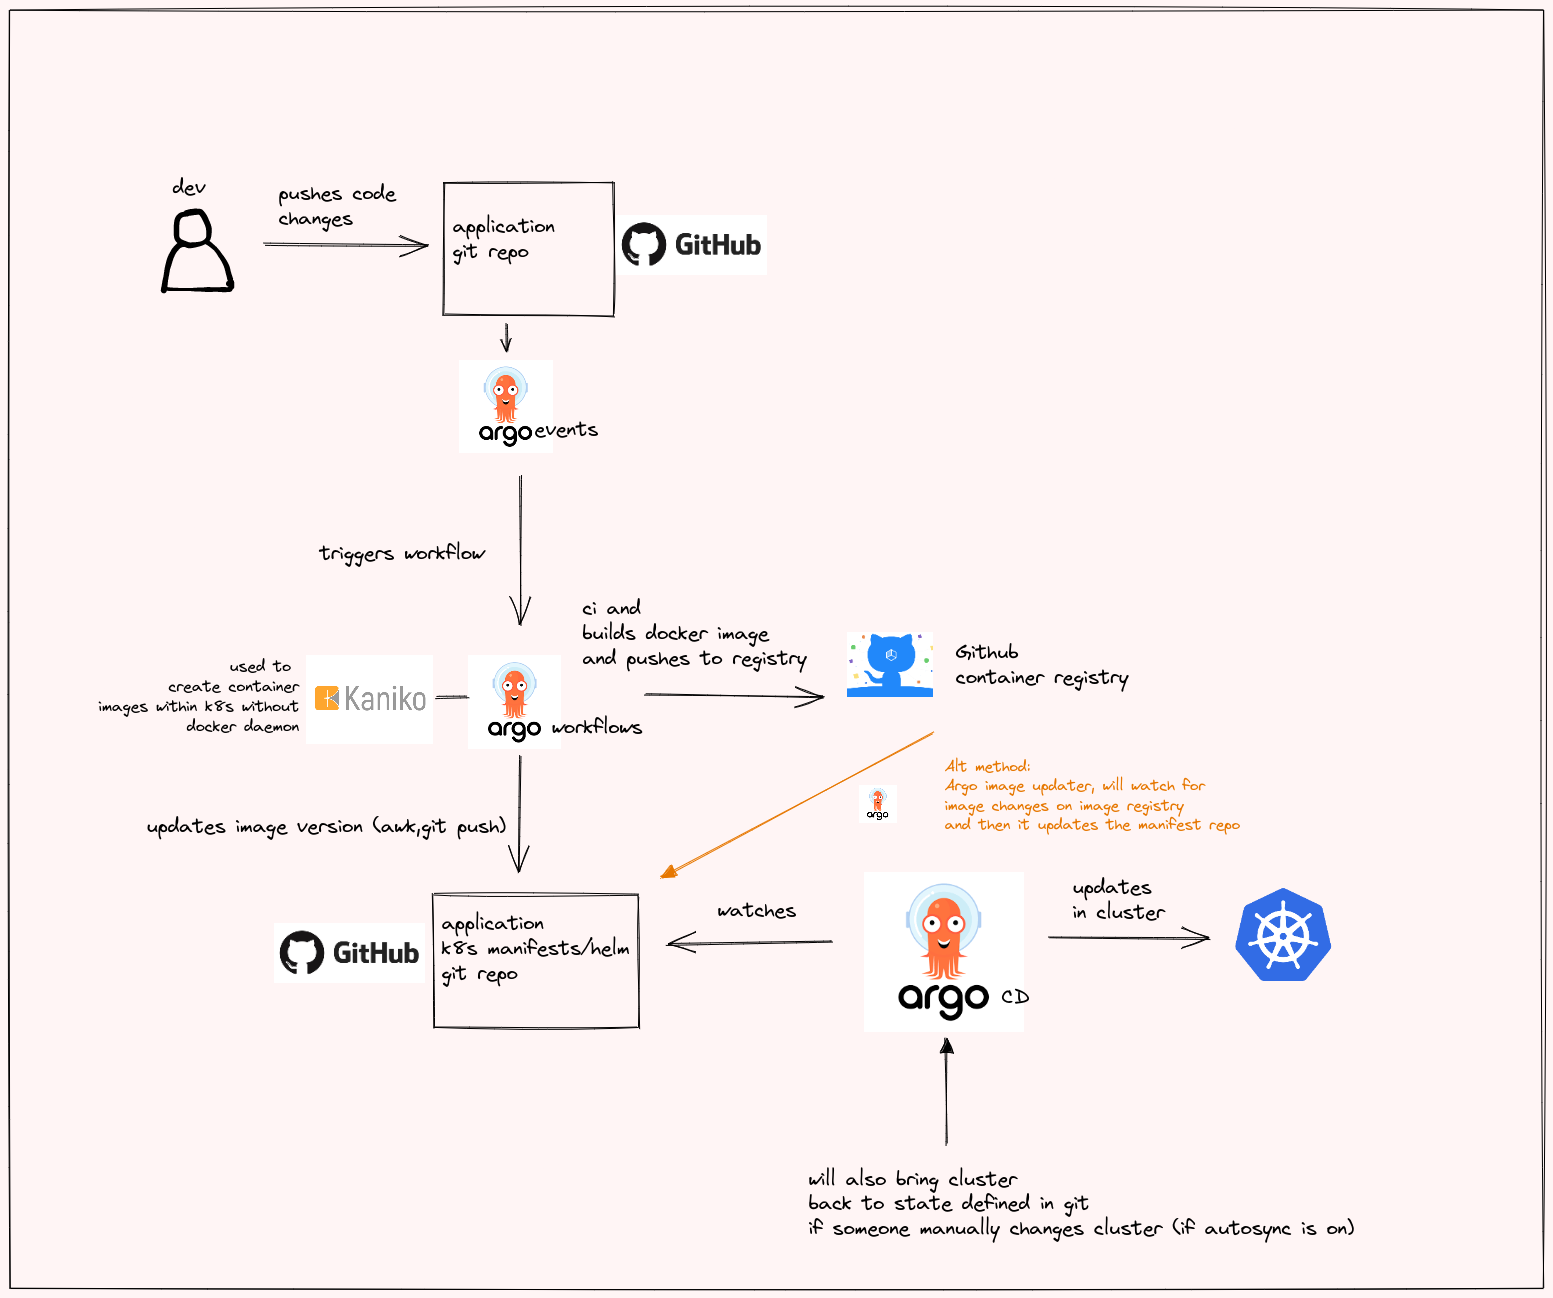 dev
pushes code
changes
application
git repo
GitHub
argo events
triggers workflow
ci and
builds docker image
and pushes to registry
used to
create container
images within k8s without
docker daemon
Kaniko
argo workflows
Github
container registry
Alt method:
Argo image updater, will watch for
image changes on image registry
and then it updates the manifest repo
argo
updates image version (awk,git push)
GitHub
application
k8s manifests/helm
git repo
watches
argo CD
updates
in cluster
will also bring cluster
back to state defined in git
if someone manually changes cluster (if autosync is on)